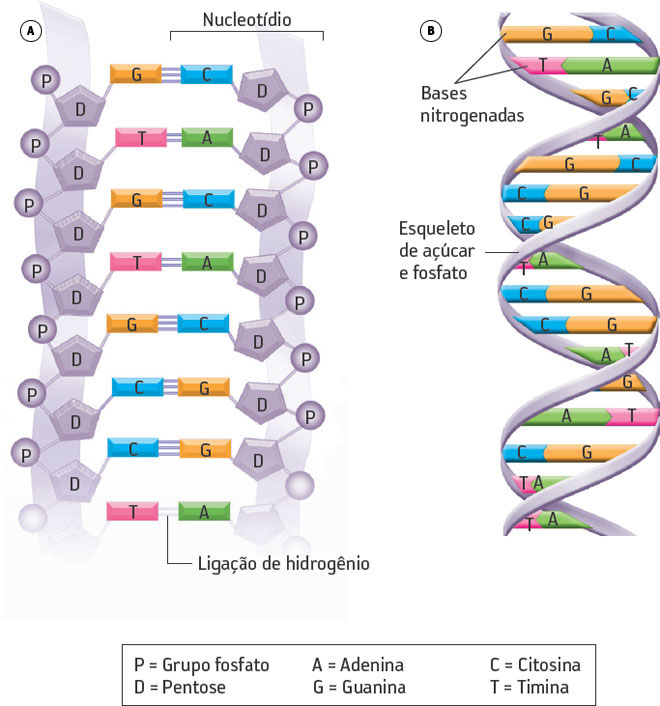 A
Nucleotídio
P D G C D P
P D T A D P
P D G C D P
P D T A D P
P D G C D P
P D C G D P
P D C G D
T A
Ligação de hidrogênio
B
G C
T A
Bases
nitrogenadas
G C
T A
G C
C G
C G
Esqueleto
de açúcar
e fosfato
T A
C G
C G
A T
G
A T
C G
T A
T A
P = Grupo fosfato A = Adenina C = Citosina
D = Pentose G = Guanina T = Timina